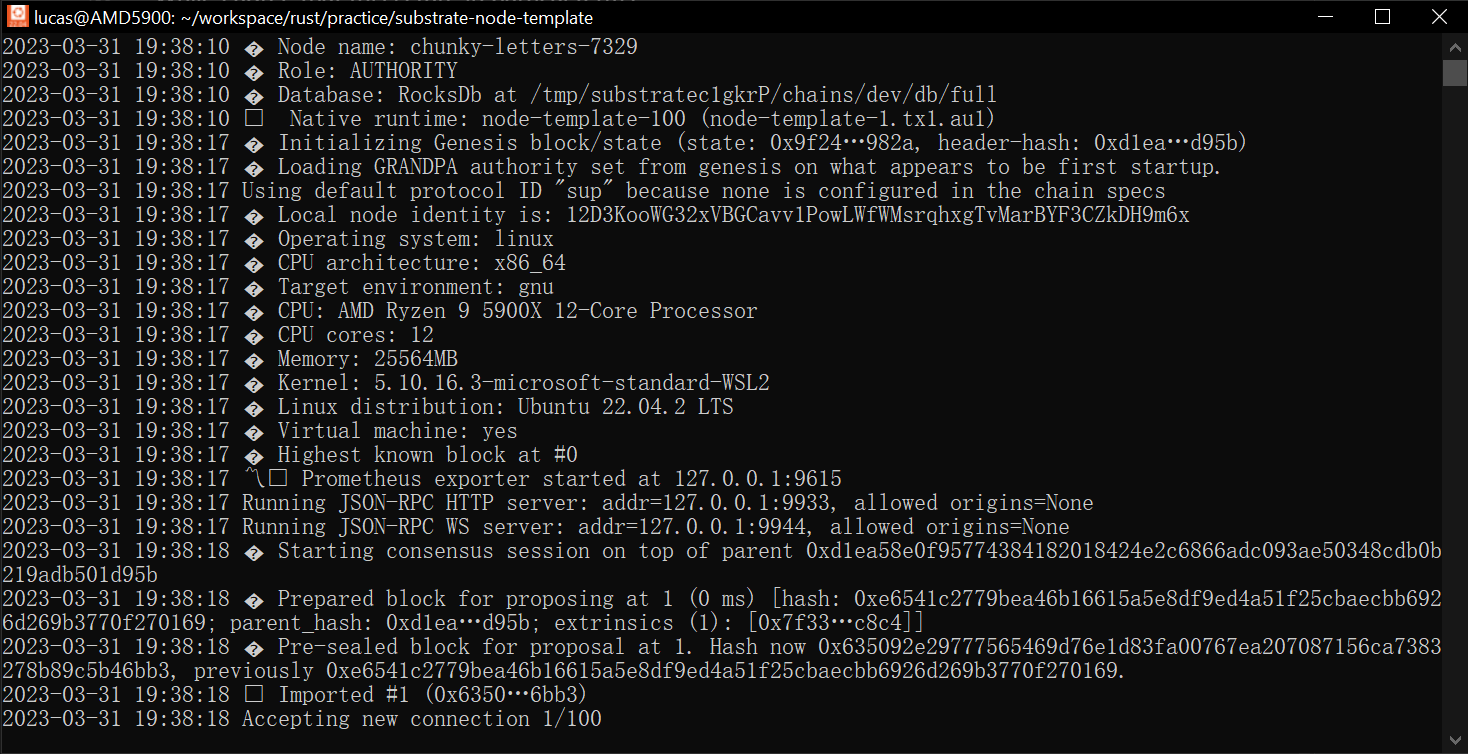 lucas@AMD5900: ~/workspace/rust/practice/substrate-node-template
2023-03-31 19:38:10 � Node name: chunky-letters-7329
2023-03-31 19:38:10 � Role: AUTHORITY
2023-03-31 19:38:10 � Database: RocksDb at /tmp/substratec1gkrP/chains/dev/db/full
2023-03-31 19:38:10 □  Native runtime: node-template-100 (node-template-1.tx1.au1)
2023-03-31 19:38:17 � Initializing Genesis block/state (state: 0x9f24…982a, header-hash: 0xd1ea…d95b)
2023-03-31 19:38:17 � Loading GRANDPA authority set from genesis on what appears to be first startup.
2023-03-31 19:38:17 Using default protocol ID "sup" because none is configured in the chain specs
2023-03-31 19:38:17 � Local node identity is: 12D3KooWG32xVBGCavv1PowLWfWMsrqhxgTvMarBYF3CZkDH9m6x
2023-03-31 19:38:17 � Operating system: linux
2023-03-31 19:38:17 � CPU architecture: x86_64
2023-03-31 19:38:17 � Target environment: gnu
2023-03-31 19:38:17 � CPU: AMD Ryzen 9 5900X 12-Core Processor
2023-03-31 19:38:17 � CPU cores: 12
2023-03-31 19:38:17 � Memory: 25564MB
2023-03-31 19:38:17 � Kernel: 5.10.16.3-microsoft-standard-WSL2
2023-03-31 19:38:17 � Linux distribution: Ubuntu 22.04.2 LTS
2023-03-31 19:38:17 � Virtual machine: yes
2023-03-31 19:38:17 � Highest known block at #0
2023-03-31 19:38:17 〽□ Prometheus exporter started at 127.0.0.1:9615
2023-03-31 19:38:17 Running JSON-RPC HTTP server: addr=127.0.0.1:9933, allowed origins=None
2023-03-31 19:38:17 Running JSON-RPC WS server: addr=127.0.0.1:9944, allowed origins=None
2023-03-31 19:38:18 � Starting consensus session on top of parent 0xd1ea58e0f95774384182018424e2c6866adc093ae50348cdb0b
219adb501d95b
2023-03-31 19:38:18 � Prepared block for proposing at 1 (0 ms) [hash: 0xe6541c2779bea46b16615a5e8df9ed4a51f25cbaecbb692
6d269b3770f270169; parent_hash: 0xd1ea…d95b; extrinsics (1): [0x7f33…c8c4]]
2023-03-31 19:38:18 � Pre-sealed block for proposal at 1. Hash now 0x635092e29777565469d76e1d83fa00767ea207087156ca7383
278b89c5b46bb3, previously 0xe6541c2779bea46b16615a5e8df9ed4a51f25cbaecbb6926d269b3770f270169.
2023-03-31 19:38:18 □ Imported #1 (0x6350…6bb3)
2023-03-31 19:38:18 Accepting new connection 1/100